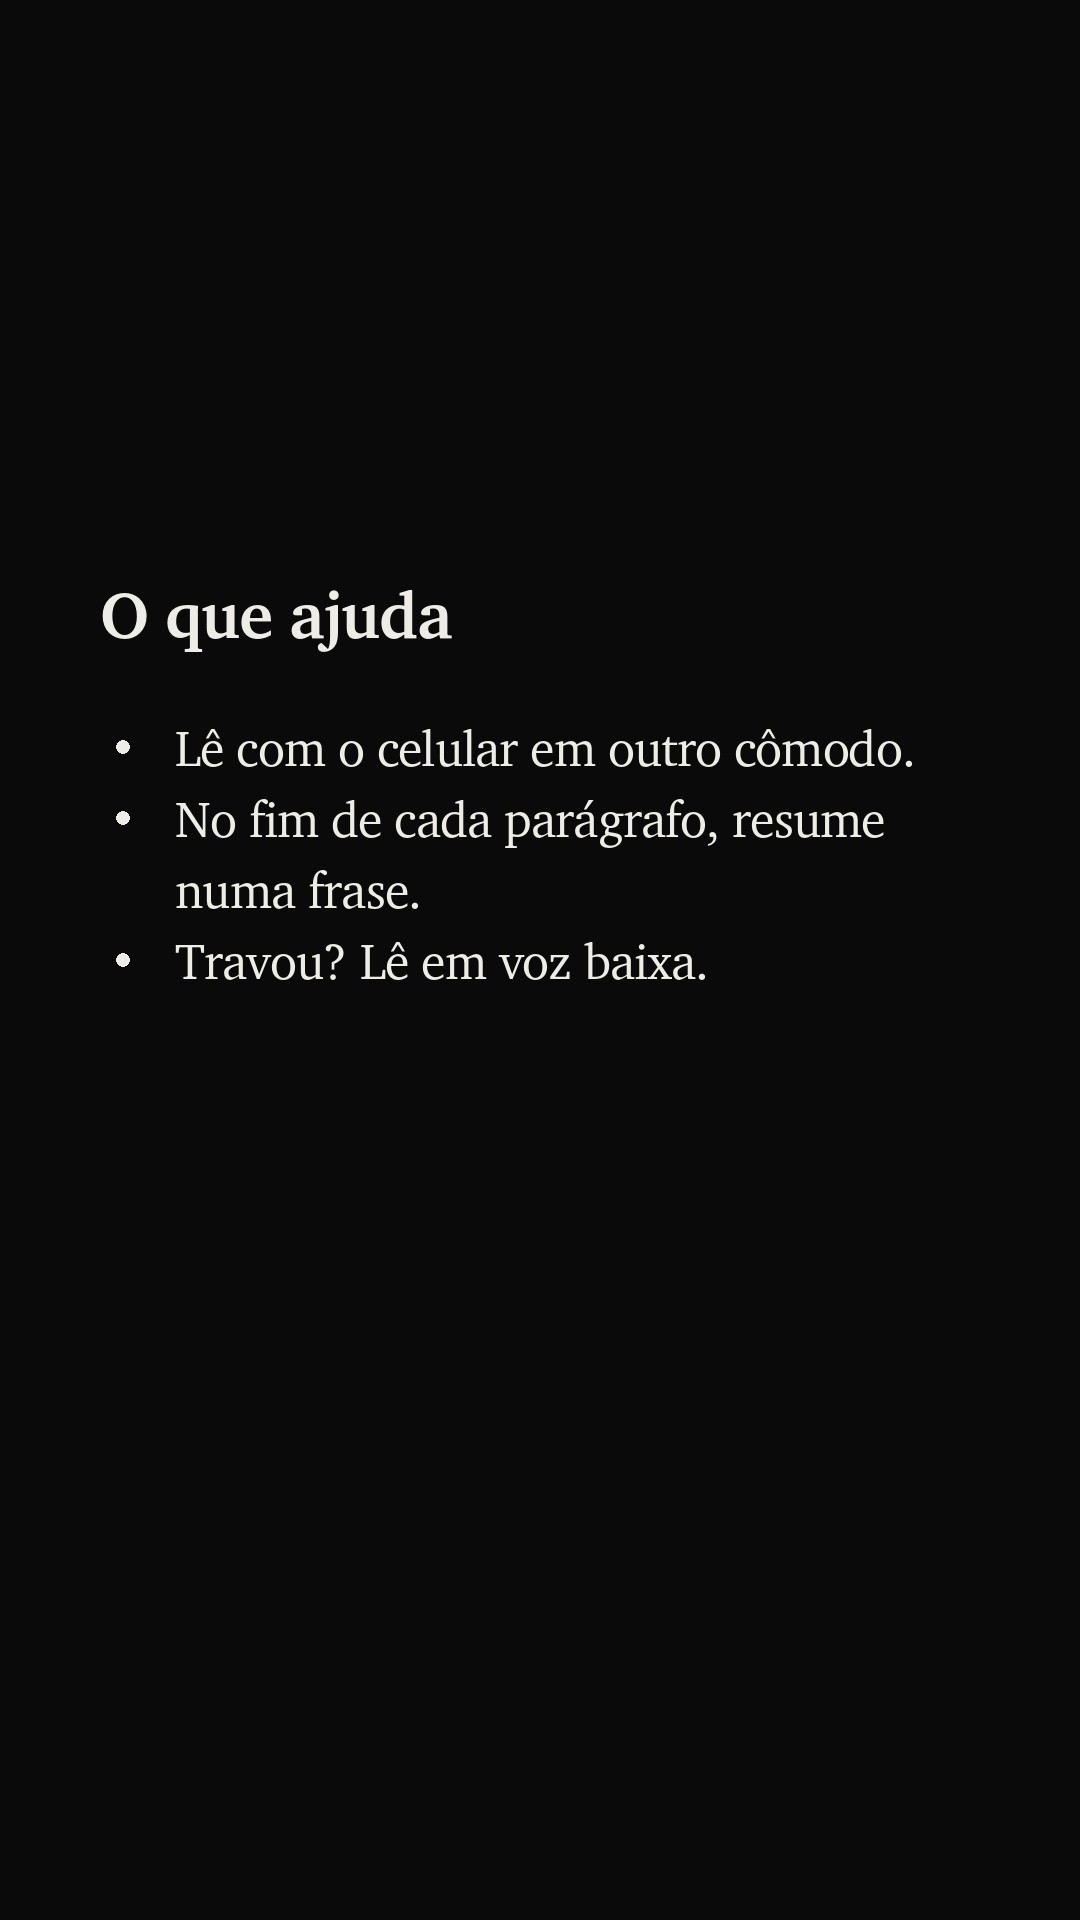 O que ajuda
• Lê com o celular em outro cômodo.
• No fim de cada parágrafo, resume
numa frase.
• Travou? Lê em voz baixa.